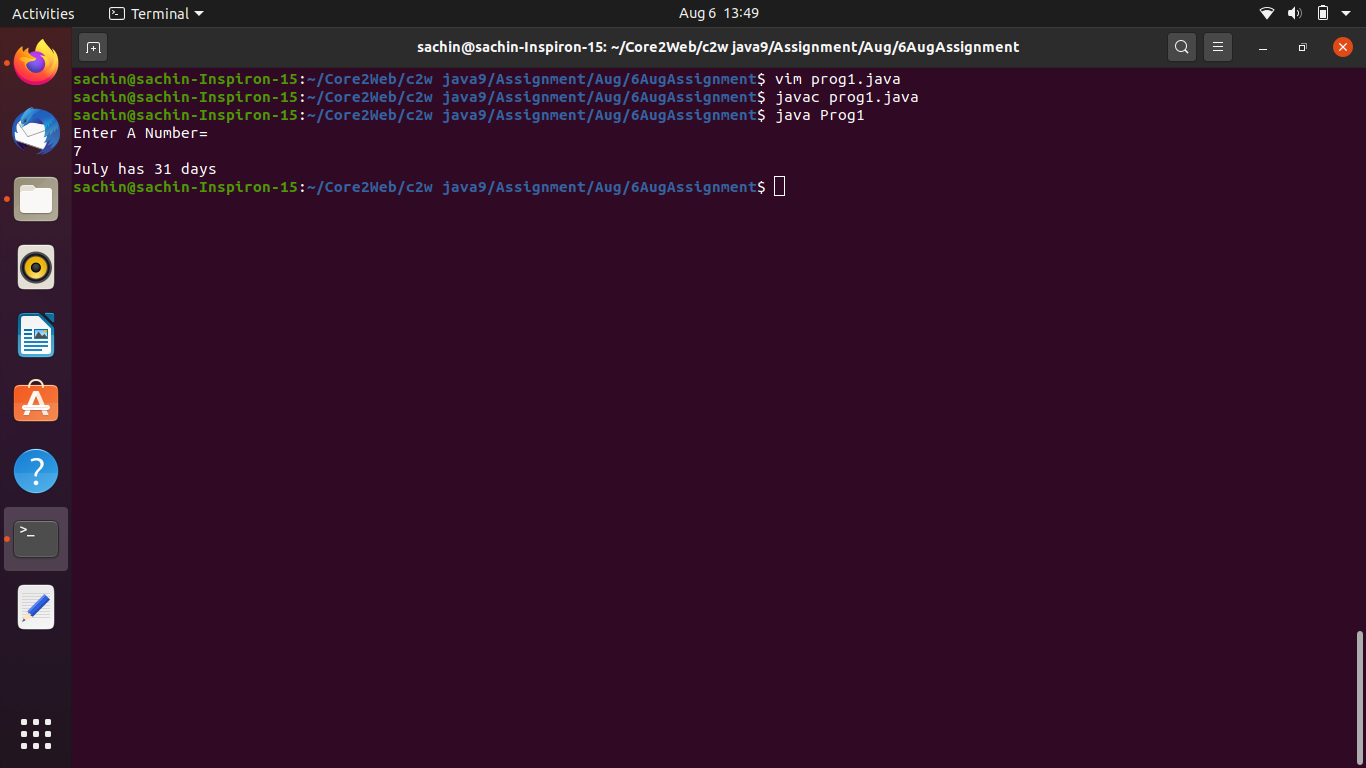 Activities Terminal Aug 6 13:49
sachin@sachin-Inspiron-15: ~/Core2Web/c2w java9/Assignment/Aug/6AugAssignment
sachin@sachin-Inspiron-15:~/Core2Web/c2w java9/Assignment/Aug/6AugAssignment$ vim prog1.java
sachin@sachin-Inspiron-15:~/Core2Web/c2w java9/Assignment/Aug/6AugAssignment$ javac prog1.java
sachin@sachin-Inspiron-15:~/Core2Web/c2w java9/Assignment/Aug/6AugAssignment$ java Prog1
Enter A Number=
7
July has 31 days
sachin@sachin-Inspiron-15:~/Core2Web/c2w java9/Assignment/Aug/6AugAssignment$